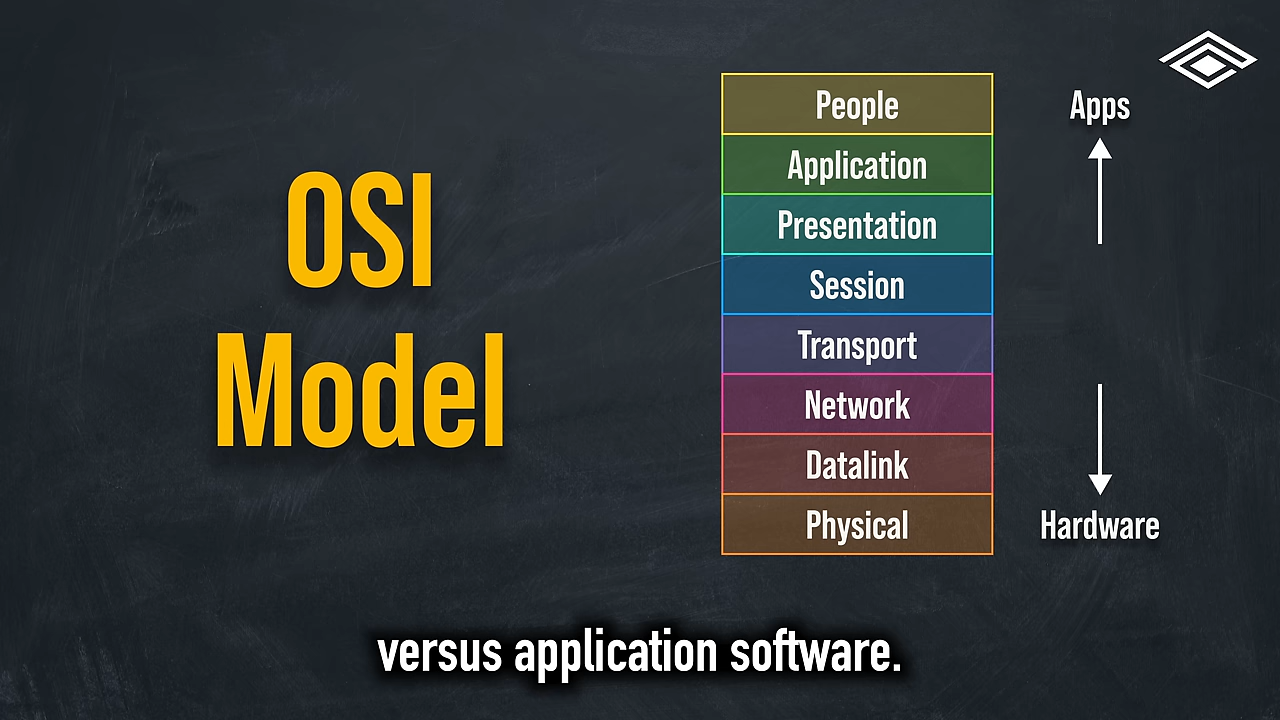 OSI
Model
People
Application
Presentation
Session
Transport
Network
Datalink
Physical
Apps
Hardware
versus application software.